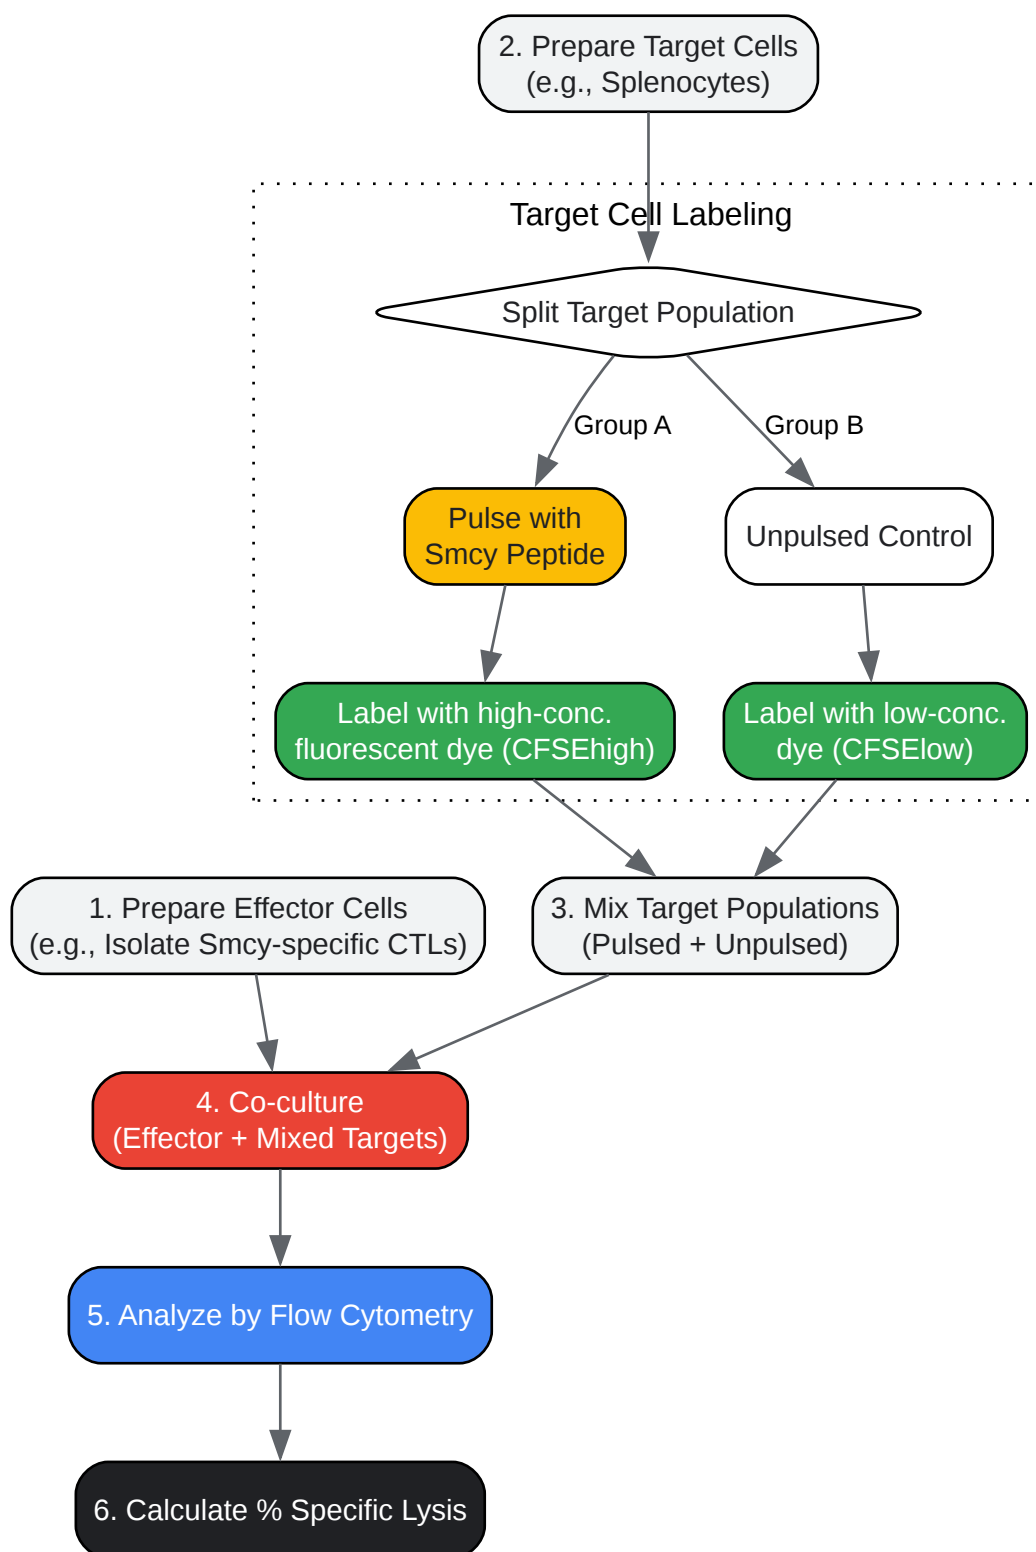 2. Prepare Target Cells
(e.g., Splenocytes)
Target Cell Labeling
Split Target Population
Group A
Group B
Pulse with
Smcy Peptide
Unpulsed Control
Label with high-conc.
fluorescent dye (CFSEhigh)
Label with low-conc.
dye (CFSElow)
1. Prepare Effector Cells
(e.g., Isolate Smcy-specific CTLs)
3. Mix Target Populations
(Pulsed + Unpulsed)
4. Co-culture
(Effector + Mixed Targets)
5. Analyze by Flow Cytometry
6. Calculate % Specific Lysis